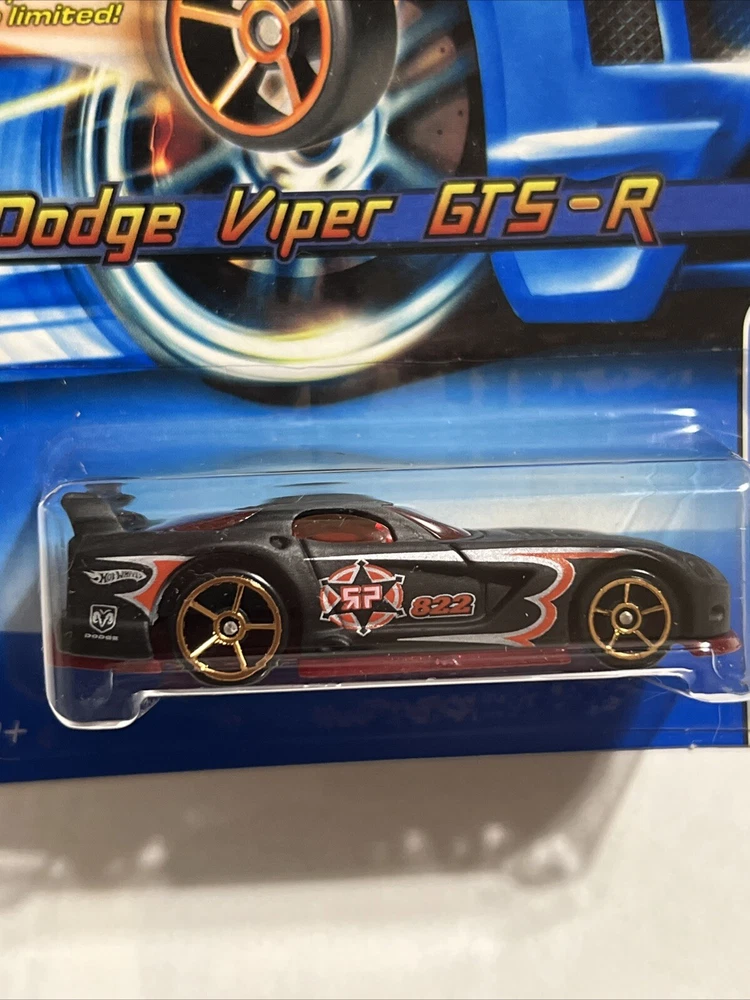 limited!
Dodge Viper GTS-R
HOT WHEELS
RP
822
DODGE
+